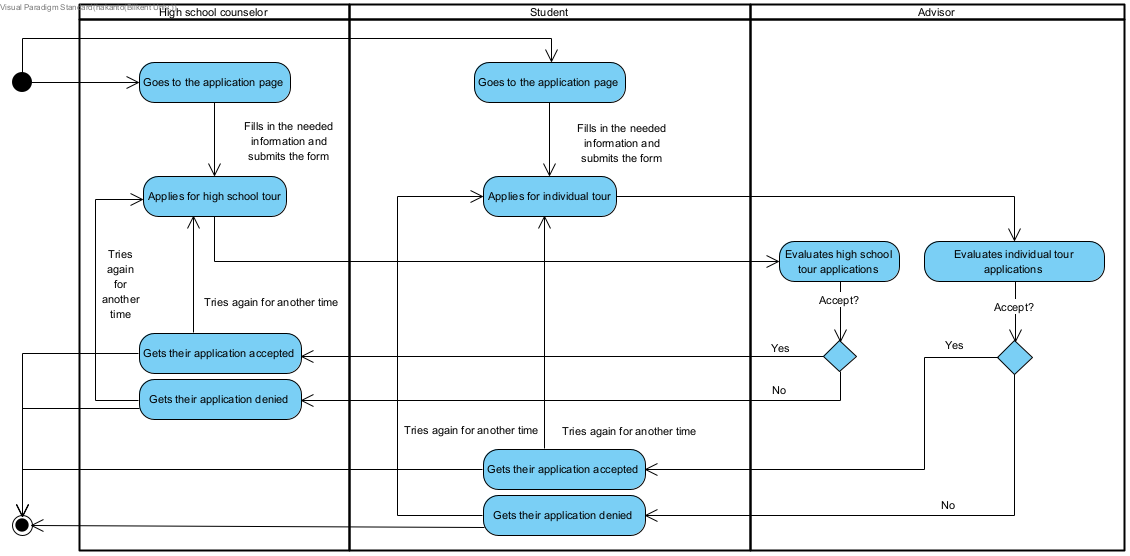 Visual Paradigm Standard
High school counselor
Student
Advisor
Goes to the application page
Goes to the application page
Fills in the needed
information and
submits the form
Fills in the needed
information and
submits the form
Applies for high school tour
Applies for individual tour
Evaluates high school
tour applications
Evaluates individual tour
applications
Tries
again
for
another
time
Tries again for another time
Accept?
Accept?
Gets their application accepted
Yes
Yes
Gets their application denied
No
Tries again for another time
Tries again for another time
Gets their application accepted
Gets their application denied
No